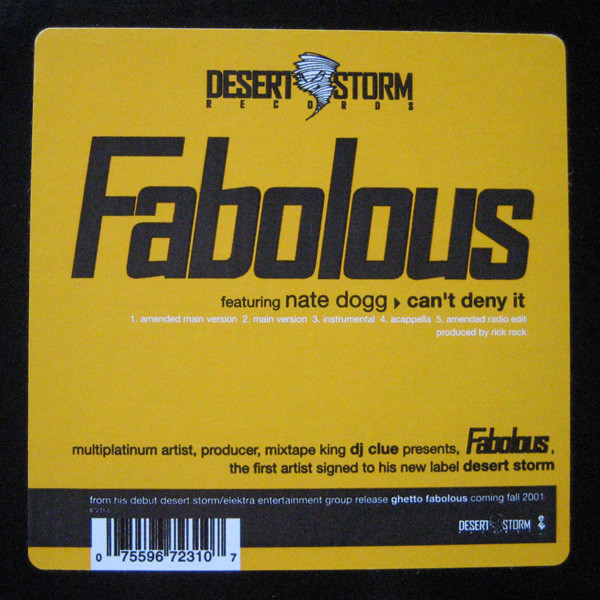 DESERT STORM
RECORDS
Fabolous
featuring nate dogg can't deny it
1. amended main version 2. main version 3. instrumental 4. acappella 5. amended radio edit
produced by rick rock
multiplatinum artist, producer, mixtape king dj clue presents, Fabolous,
the first artist signed to his new label desert storm
from his debut desert storm/elektra entertainment group release ghetto fabolous coming fall 2001
DESERT STORM
0 75596 72310 7